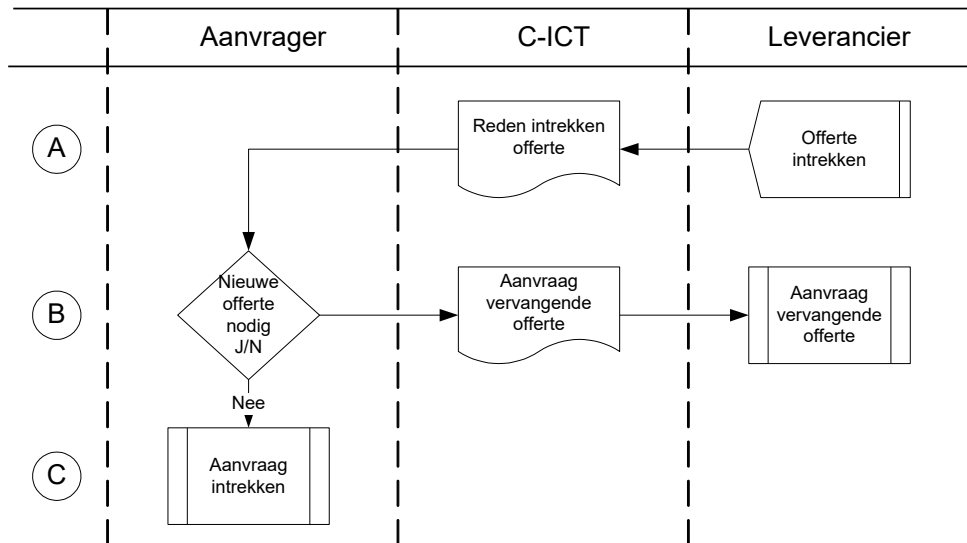 Aanvrager
C-ICT
Leverancier
A
Reden intrekken
offerte
Offerte
intrekken
B
Nieuwe
offerte
nodig
J/N
Aanvraag
vervangende
offerte
Aanvraag
vervangende
offerte
Nee
C
Aanvraag
intrekken